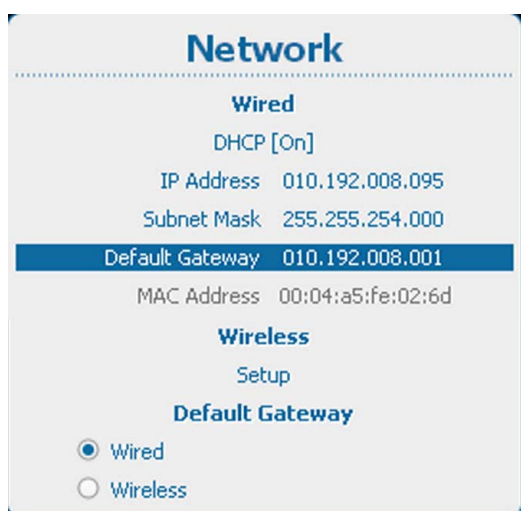 Network
Wired
DHCP [On]
IP Address 010.192.008.095
Subnet Mask 255.255.254.000
Default Gateway 010.192.008.001
MAC Address 00:04:a5:fe:02:6d
Wireless
Setup
Default Gateway
Wired
Wireless